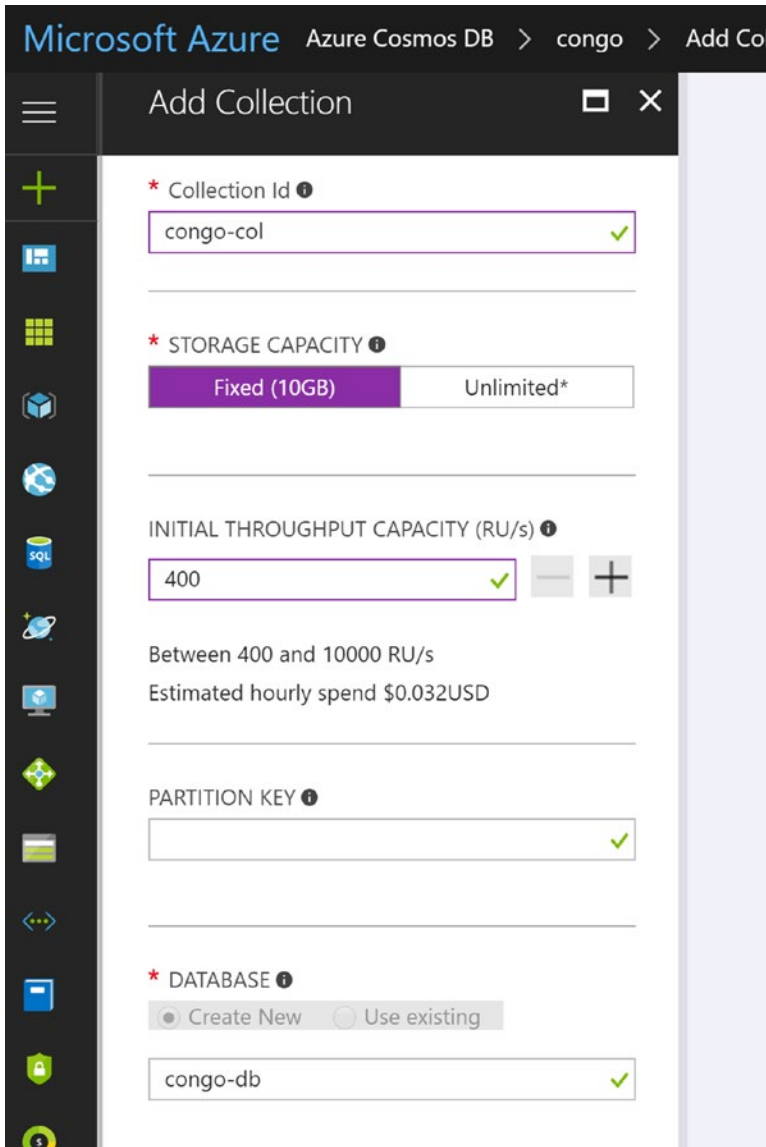 Microsoft Azure Azure Cosmos DB > congo > Add Co
Add Collection
* Collection Id
congo-col
* STORAGE CAPACITY
Fixed (10GB) Unlimited*
INITIAL THROUGHPUT CAPACITY (RU/s)
400
Between 400 and 10000 RU/s
Estimated hourly spend $0.032USD
PARTITION KEY
* DATABASE
Create New Use existing
congo-db
SQL